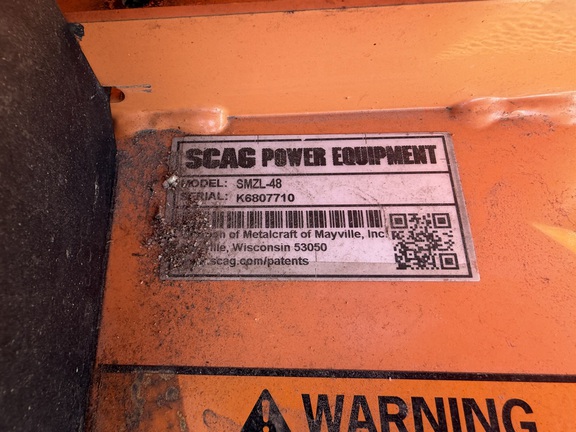 SCAG POWER EQUIPMENT
MODEL: SMZL-48
SERIAL: K6807710
of Metalcraft of Mayville, Inc.
Wisconsin 53050
www.scag.com/patents
WARNING